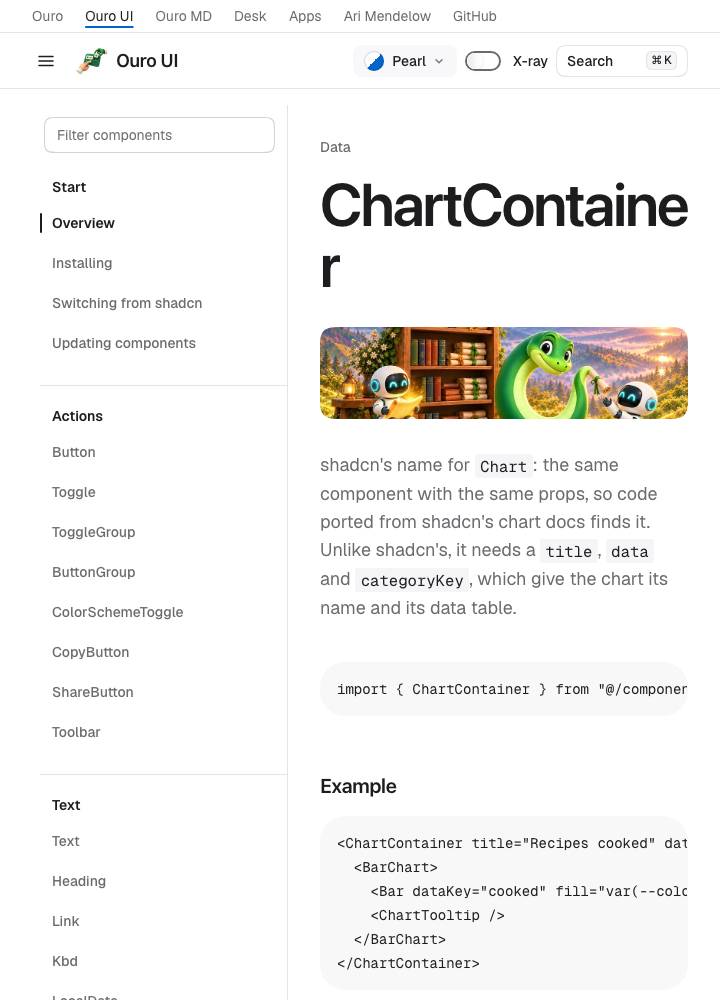 Ouro Ouro UI Ouro MD Desk Apps Ari Mendelow GitHub
Ouro UI Pearl X-ray Search ⌘ K
Filter components
Start
Overview
Installing
Switching from shadcn
Updating components
Actions
Button
Toggle
ToggleGroup
ButtonGroup
ColorSchemeToggle
CopyButton
ShareButton
Toolbar
Text
Text
Heading
Link
Kbd
Data
ChartContaine
r
shadcn's name for Chart: the same
component with the same props, so code
ported from shadcn's chart docs finds it.
Unlike shadcn's, it needs a title, data
and categoryKey, which give the chart its
name and its data table.
import { ChartContainer } from "@/componen
Example
<ChartContainer title="Recipes cooked" dat
  <BarChart>
    <Bar dataKey="cooked" fill="var(--colo
    <ChartTooltip />
  </BarChart>
</ChartContainer>